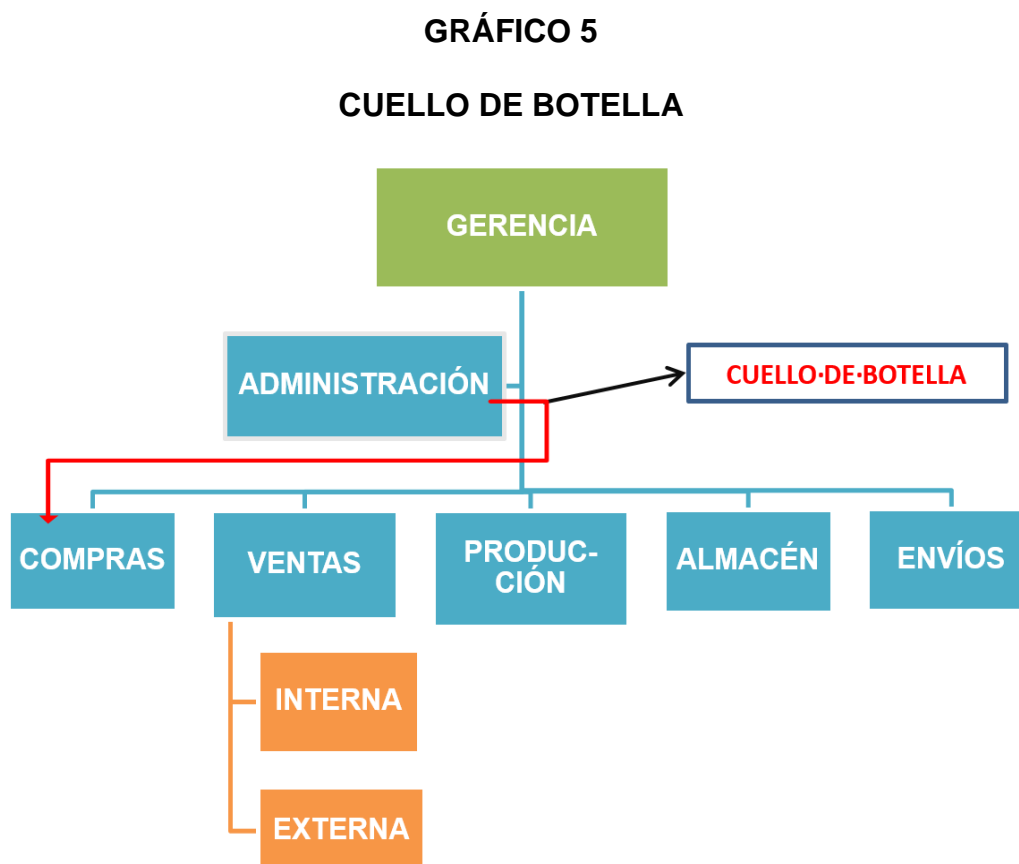 GRÁFICO 5
CUELLO DE BOTELLA
GERENCIA
ADMINISTRACIÓN
CUELLO·DE·BOTELLA
COMPRAS
VENTAS
PRODUC-
CIÓN
ALMACÉN
ENVÍOS
INTERNA
EXTERNA